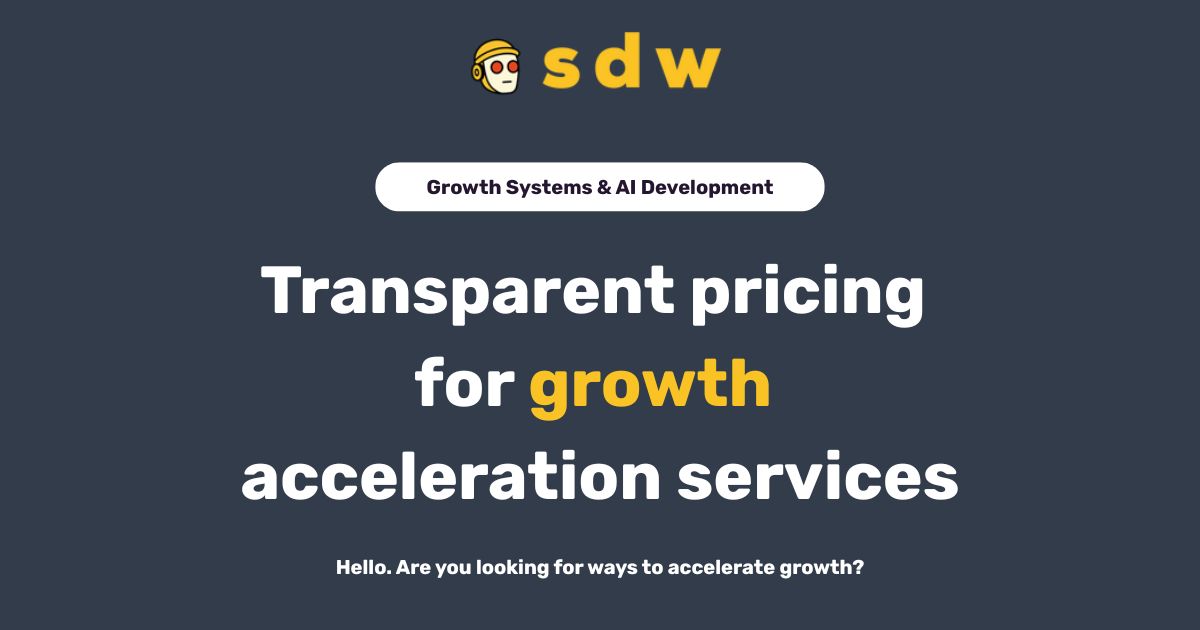 sdw
Growth Systems & AI Development
Transparent pricing
for growth
acceleration services
Hello. Are you looking for ways to accelerate growth?